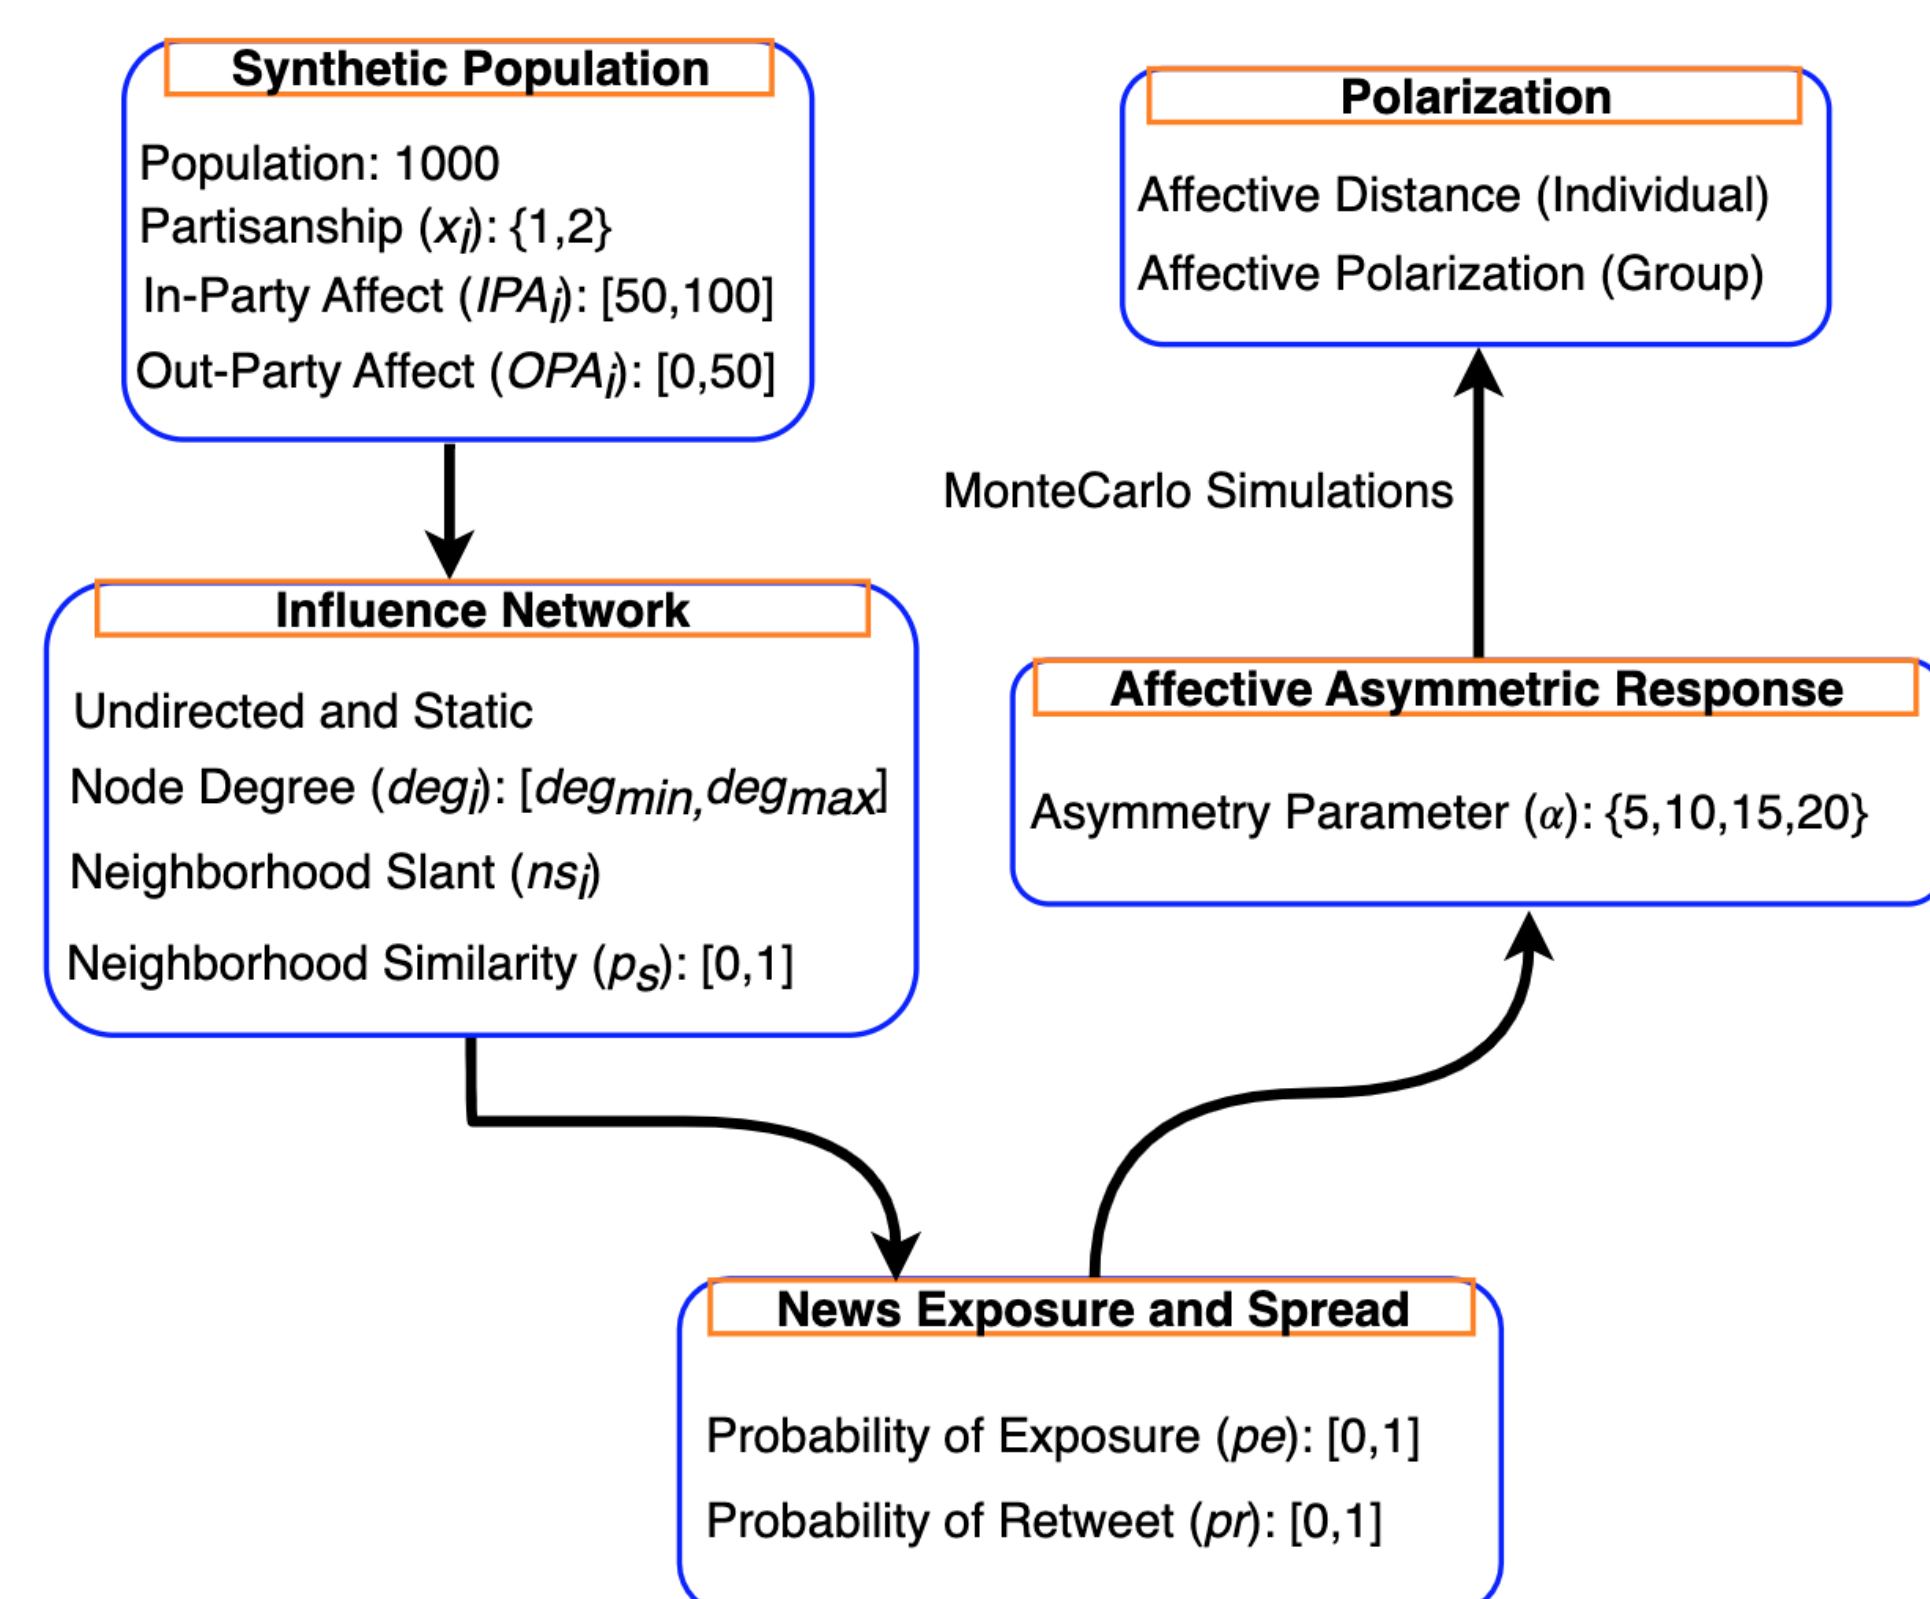 Synthetic Population
Population: 1000
Partisanship (xi): {1,2}
In-Party Affect (IPAi): [50,100]
Out-Party Affect (OPAi): [0,50]
Influence Network
Undirected and Static
Node Degree (degi): [degmin,degmax]
Neighborhood Slant (nsi)
Neighborhood Similarity (ps): [0,1]
News Exposure and Spread
Probability of Exposure (pe): [0,1]
Probability of Retweet (pr): [0,1]
Affective Asymmetric Response
Asymmetry Parameter (α): {5,10,15,20}
MonteCarlo Simulations
Polarization
Affective Distance (Individual)
Affective Polarization (Group)